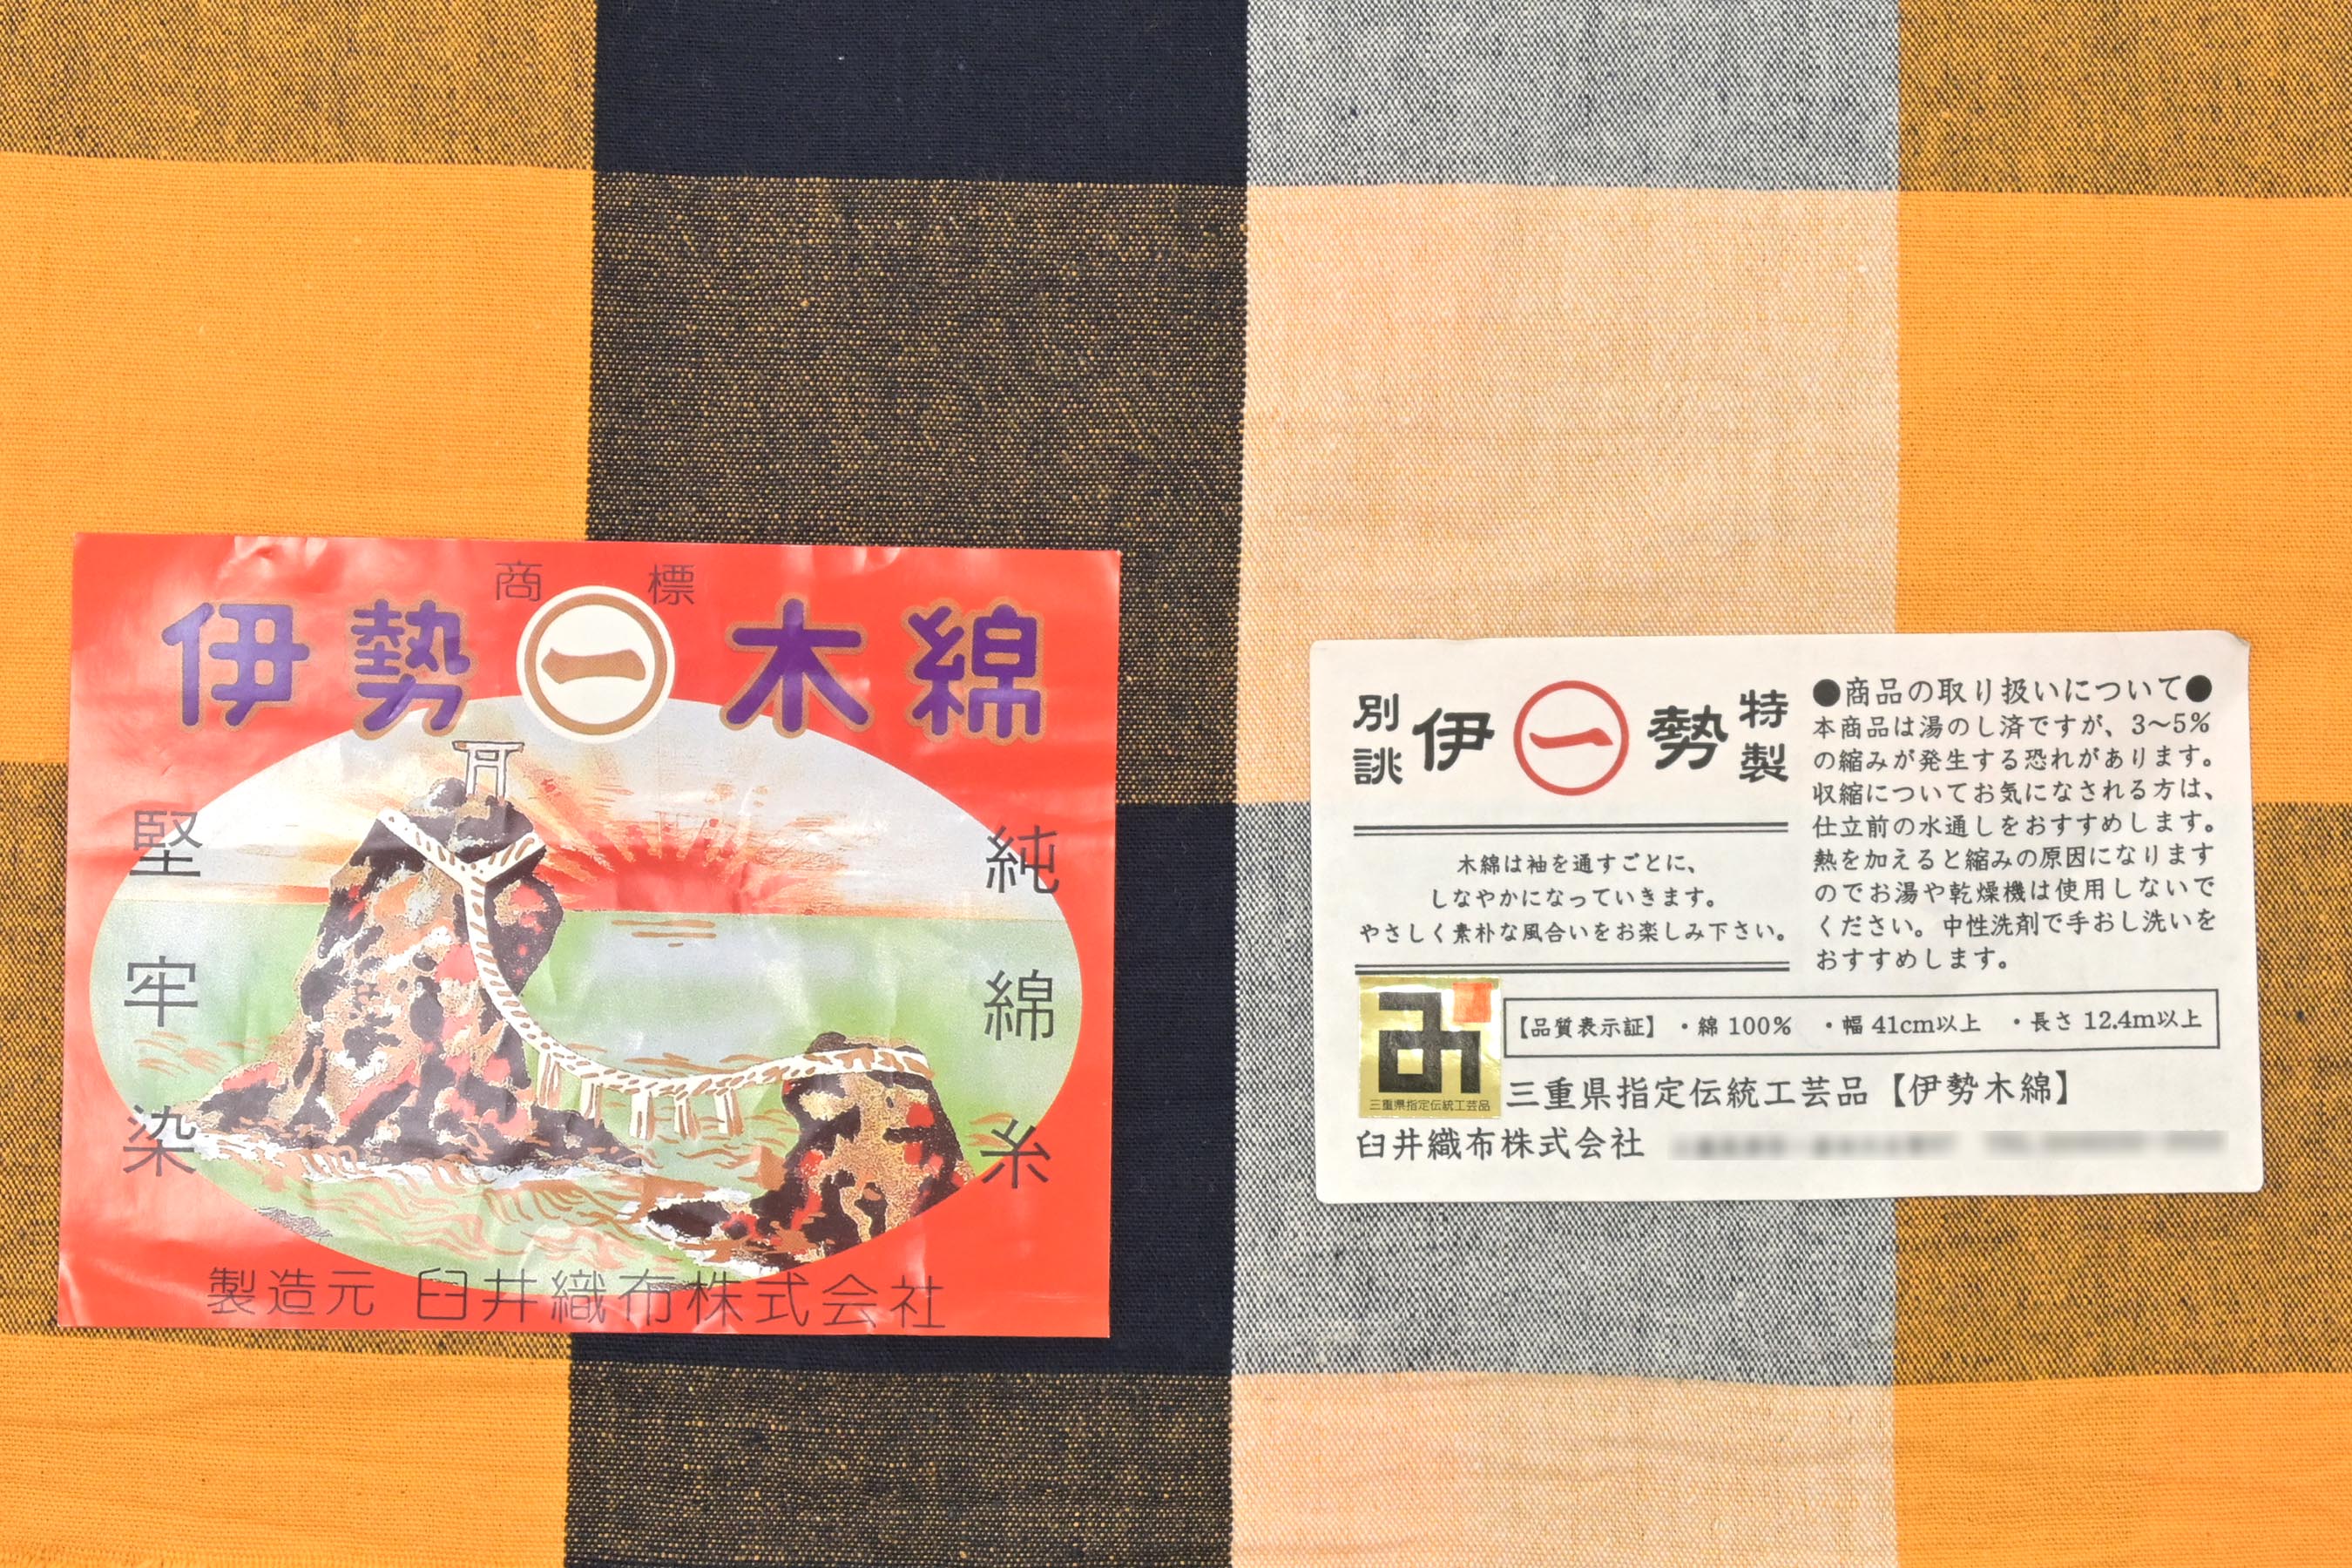 商標
伊勢㊀木綿
堅牢染
純綿糸
製造元 臼井織布株式会社
別誂 伊㊀勢 特製
木綿は袖を通すごとに、
しなやかになっていきます。
やさしく素朴な風合いをお楽しみ下さい。
●商品の取り扱いについて●
本商品は湯のし済ですが、3〜5%
の縮みが発生する恐れがあります。
収縮についてお気になされる方は、
仕立前の水通しをおすすめします。
熱を加えると縮みの原因になります
のでお湯や乾燥機は使用しないで
ください。中性洗剤で手おし洗いを
おすすめします。
【品質表示証】 ・綿 100% ・幅 41cm以上 ・長さ 12.4m以上
三重県指定伝統工芸品
三重県指定伝統工芸品【伊勢木綿】
臼井織布株式会社